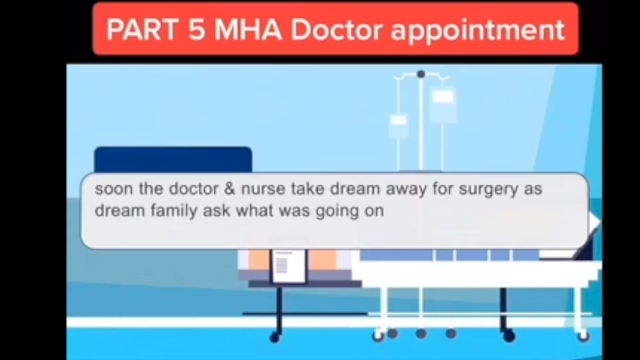 PART 5 MHA Doctor appointment
soon the doctor & nurse take dream away for surgery as
dream family ask what was going on